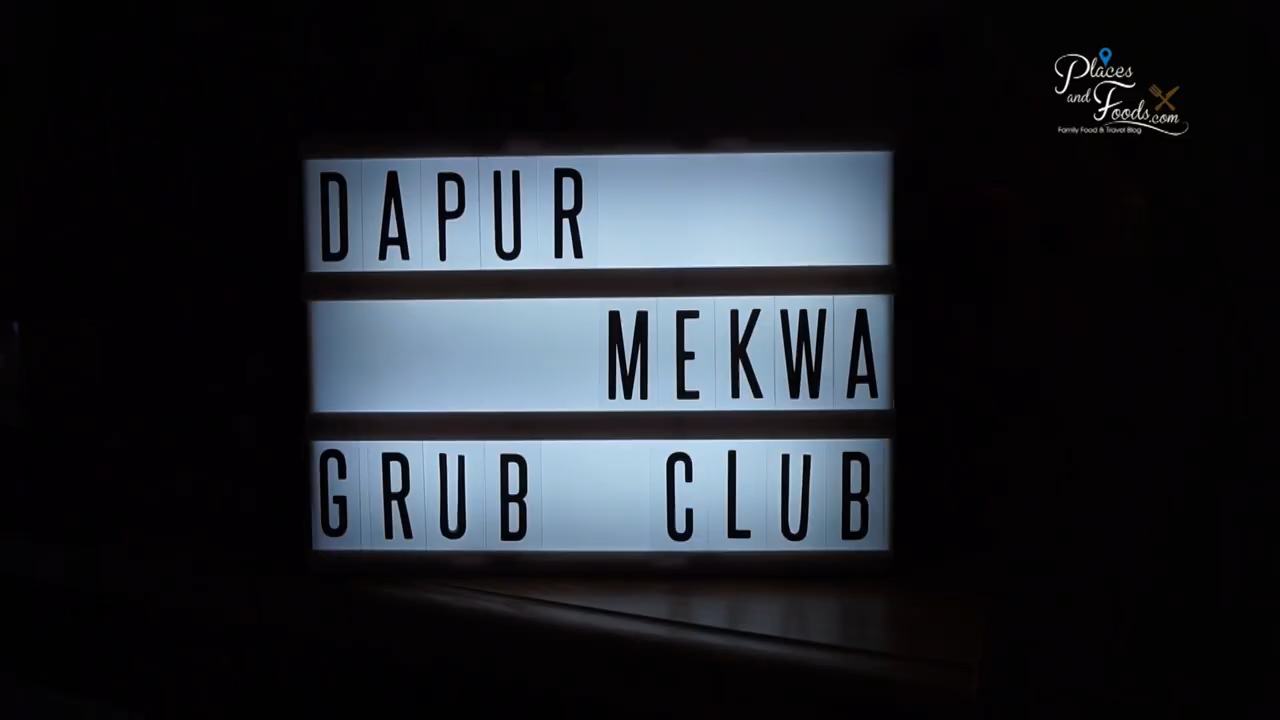 Places
and
Foods.com
Family Food & Travel Blog
DAPUR
MEKWA
GRUB CLUB